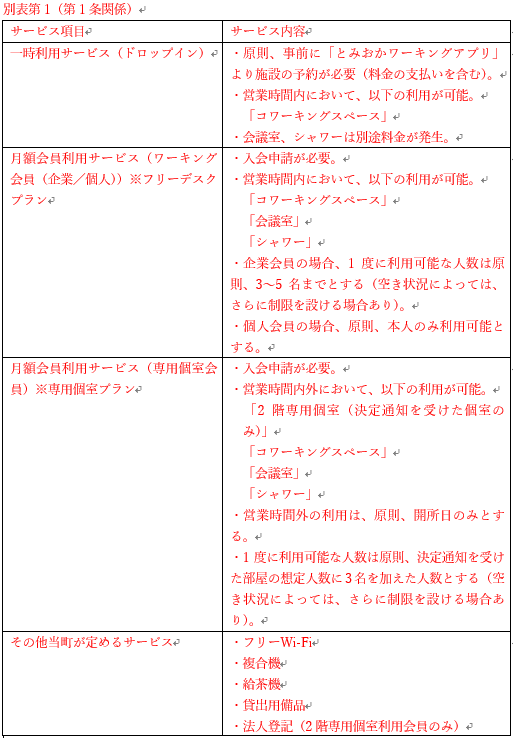 別表第1（第1条関係）
サービス項目
サービス内容
一時利用サービス（ドロップイン）
・原則、事前に「とみおかワーキングアプリ」
より施設の予約が必要（料金の支払いを含む）。
・営業時間内において、以下の利用が可能。
「コワーキングスペース」
・会議室、シャワーは別途料金が発生。
月額会員利用サービス（ワーキング
会員（企業／個人））※フリーデスク
プラン
・入会申請が必要。
・営業時間内において、以下の利用が可能。
「コワーキングスペース」
「会議室」
「シャワー」
・企業会員の場合、1 度に利用可能な人数は原
則、3～5 名までとする（空き状況によっては、
さらに制限を設ける場合あり）。
・個人会員の場合、原則、本人のみ利用可能と
する。
月額会員利用サービス（専用個室会
員）※専用個室プラン
・入会申請が必要。
・営業時間内外において、以下の利用が可能。
「2 階専用個室（決定通知を受けた個室の
み）」
「コワーキングスペース」
「会議室」
「シャワー」
・営業時間外の利用は、原則、開所日のみとす
る。
・1 度に利用可能な人数は原則、決定通知を受け
た部屋の想定人数に3名を加えた人数とする（空
き状況によっては、さらに制限を設ける場合あ
り）。
その他当町が定めるサービス
・フリーWi-Fi
・複合機
・給茶機
・貸出用備品
・法人登記（2階専用個室利用会員のみ）